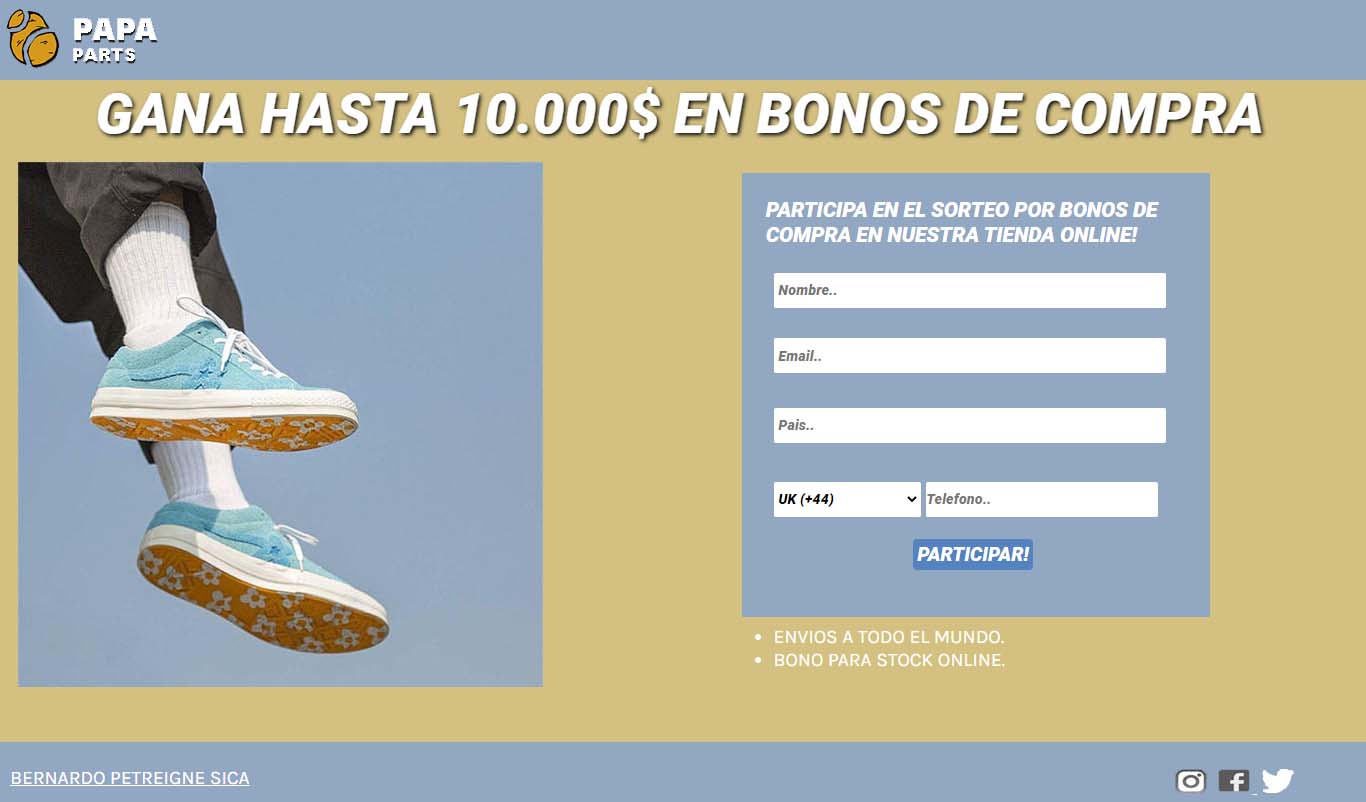 PAPA
PARTS
GANA HASTA 10.000$ EN BONOS DE COMPRA
PARTICIPA EN EL SORTEO POR BONOS DE
COMPRA EN NUESTRA TIENDA ONLINE!
Nombre..
Email..
Pais..
UK (+44) Telefono..
PARTICIPAR!
• ENVIOS A TODO EL MUNDO.
• BONO PARA STOCK ONLINE.
BERNARDO PETREIGNE SICA